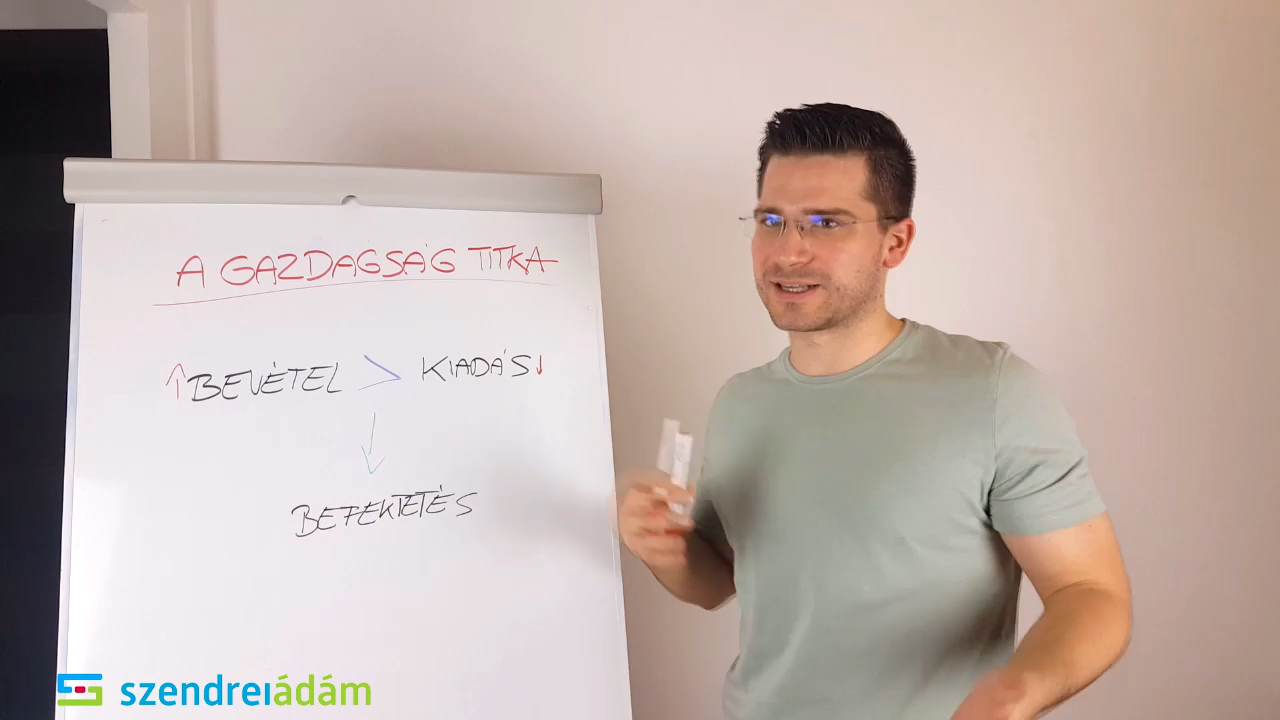 A GAZDAGSÁG TITKA
↑ BEVÉTEL > KIADÁS ↓
↓
BEFEKTETÉS
szendreiádám